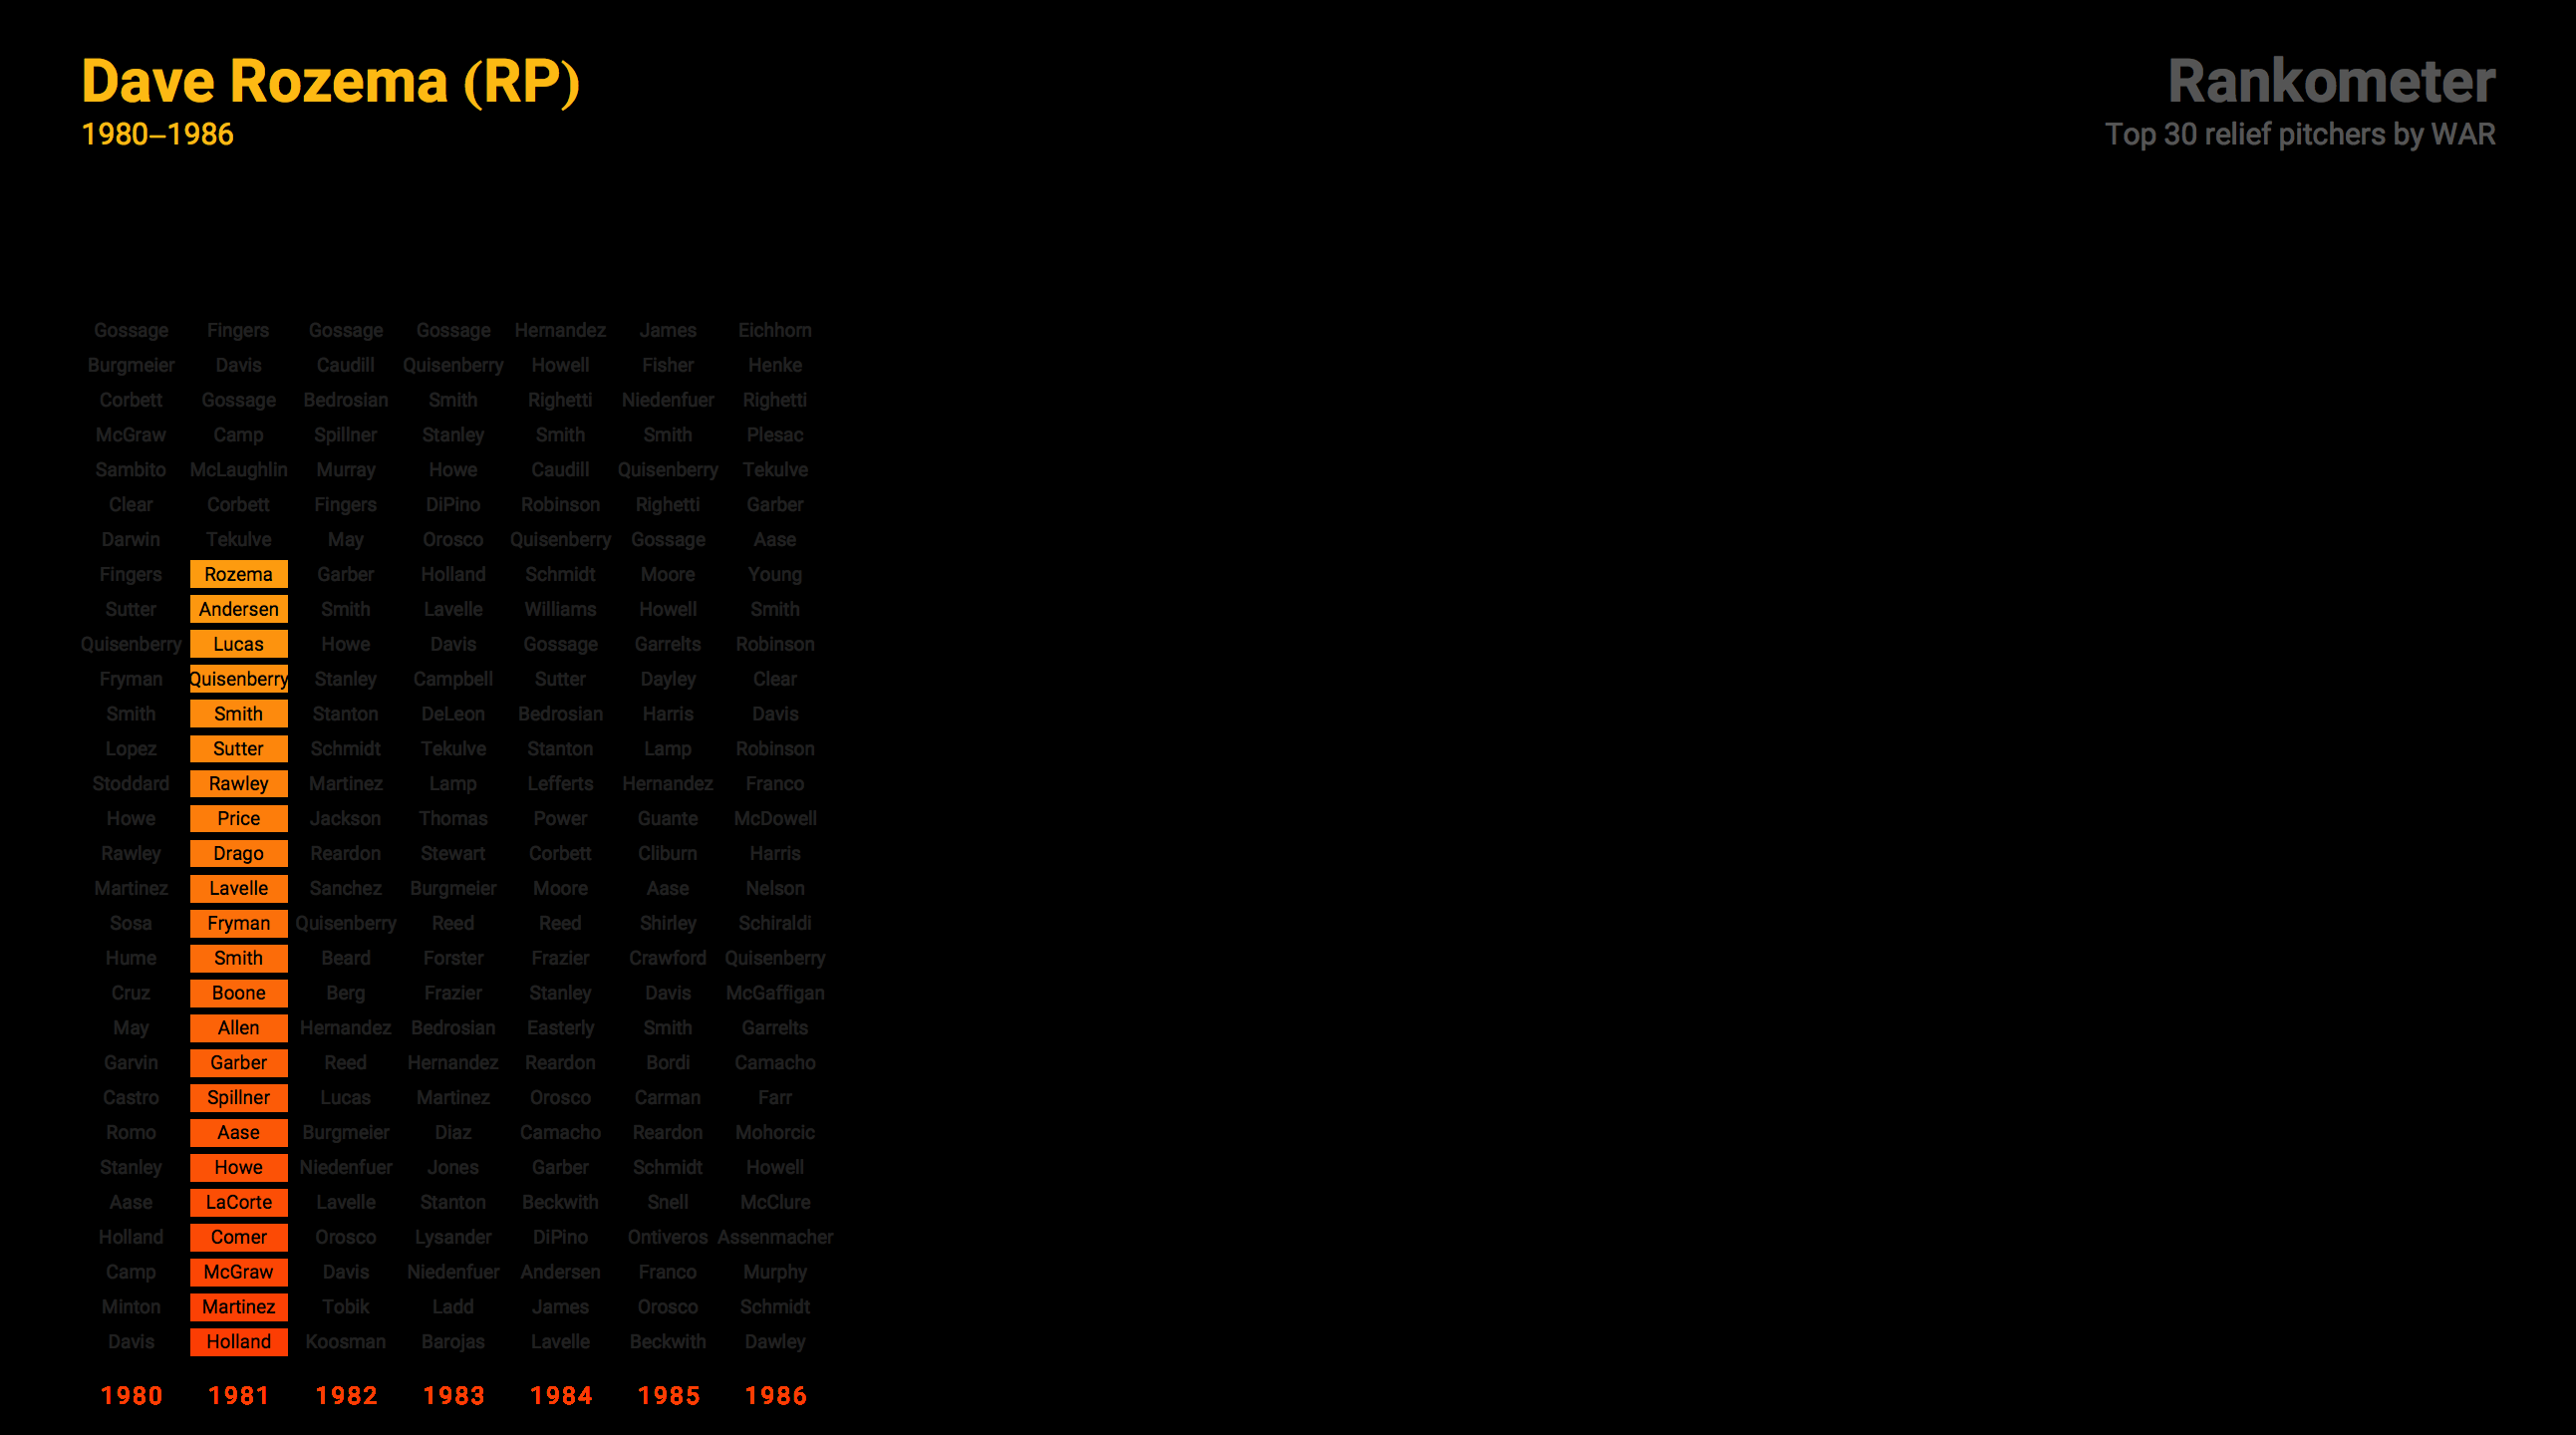 Dave Rozema (RP)
1980–1986
Rankometer
Top 30 relief pitchers by WAR
Gossage Fingers Gossage Gossage Hernandez James Eichhorn
Burgmeier Davis Caudill Quisenberry Howell Fisher Henke
Corbett Gossage Bedrosian Smith Righetti Niedenfuer Righetti
McGraw Camp Spillner Stanley Smith Smith Plesac
Sambito McLaughlin Murray Howe Caudill Quisenberry Tekulve
Clear Corbett Fingers DiPino Robinson Righetti Garber
Darwin Tekulve May Orosco Quisenberry Gossage Aase
Fingers Rozema Garber Holland Schmidt Moore Young
Sutter Andersen Smith Lavelle Williams Howell Smith
Quisenberry Lucas Howe Davis Gossage Garrelts Robinson
Fryman Quisenberry Stanley Campbell Sutter Dayley Clear
Smith Smith Stanton DeLeon Bedrosian Harris Davis
Lopez Sutter Schmidt Tekulve Stanton Lamp Robinson
Stoddard Rawley Martinez Lamp Lefferts Hernandez Franco
Howe Price Jackson Thomas Power Guante McDowell
Rawley Drago Reardon Stewart Corbett Cliburn Harris
Martinez Lavelle Sanchez Burgmeier Moore Aase Nelson
Sosa Fryman Quisenberry Reed Reed Shirley Schiraldi
Hume Smith Beard Forster Frazier Crawford Quisenberry
Cruz Boone Berg Frazier Stanley Davis McGaffigan
May Allen Hernandez Bedrosian Easterly Smith Garrelts
Garvin Garber Reed Hernandez Reardon Bordi Camacho
Castro Spillner Lucas Martinez Orosco Carman Farr
Romo Aase Burgmeier Diaz Camacho Reardon Mohorcic
Stanley Howe Niedenfuer Jones Garber Schmidt Howell
Aase LaCorte Lavelle Stanton Beckwith Snell McClure
Holland Comer Orosco Lysander DiPino Ontiveros Assenmacher
Camp McGraw Davis Niedenfuer Andersen Franco Murphy
Minton Martinez Tobik Ladd James Orosco Schmidt
Davis Holland Koosman Barojas Lavelle Beckwith Dawley
1980 1981 1982 1983 1984 1985 1986